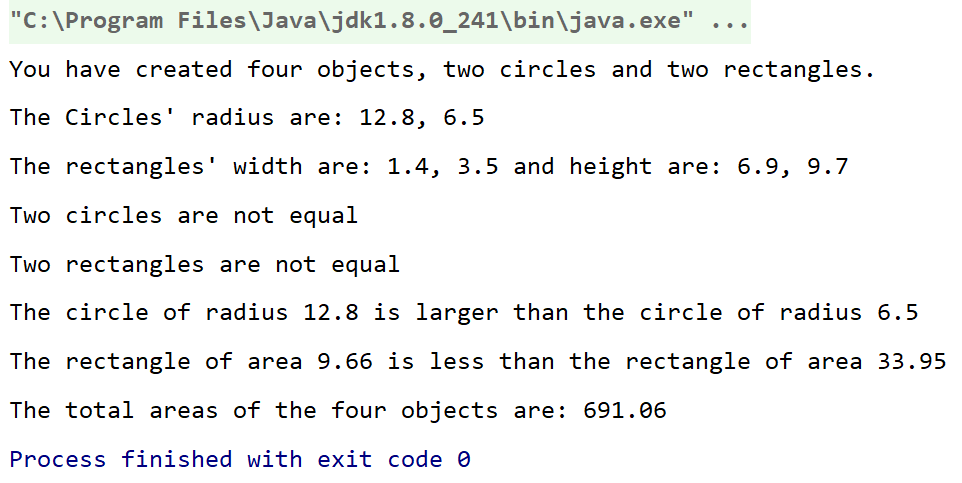 "C:\Program Files\Java\jdk1.8.0_241\bin\java.exe" ...
You have created four objects, two circles and two rectangles.
The Circles' radius are: 12.8, 6.5
The rectangles' width are: 1.4, 3.5 and height are: 6.9, 9.7
Two circles are not equal
Two rectangles are not equal
The circle of radius 12.8 is larger than the circle of radius 6.5
The rectangle of area 9.66 is less than the rectangle of area 33.95
The total areas of the four objects are: 691.06
Process finished with exit code 0